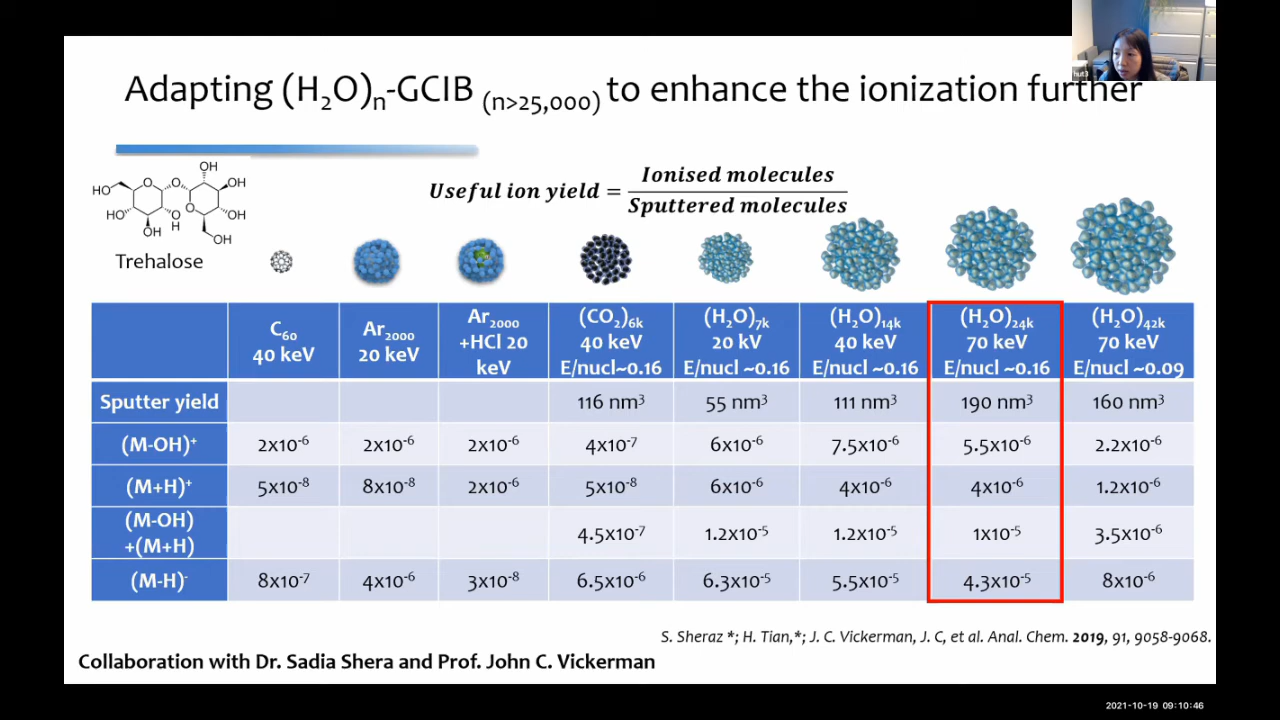 Adapting (H₂O)ₙ-GCIB (n>25,000) to enhance the ionization further
Useful ion yield = Ionised molecules
Sputtered molecules
OH
HO
O
O
OH
HO
O
O
H
OH
OH
HO
OH
Trehalose
C₆₀
40 keV
Ar₂₀₀₀
20 keV
Ar₂₀₀₀
+HCl 20
keV
(CO₂)₆ₖ
40 keV
E/nucl~0.16
(H₂O)₇ₖ
20 kV
E/nucl ~0.16
(H₂O)₁₄ₖ
40 keV
E/nucl ~0.16
(H₂O)₂₄ₖ
70 keV
E/nucl ~0.16
(H₂O)₄₂ₖ
70 keV
E/nucl ~0.09
Sputter yield 116 nm³ 55 nm³ 111 nm³ 190 nm³ 160 nm³
(M-OH)⁺ 2x10⁻⁶ 2x10⁻⁶ 2x10⁻⁶ 4x10⁻⁷ 6x10⁻⁶ 7.5x10⁻⁶ 5.5x10⁻⁶ 2.2x10⁻⁶
(M+H)⁺ 5x10⁻⁸ 8x10⁻⁸ 2x10⁻⁶ 5x10⁻⁸ 6x10⁻⁶ 4x10⁻⁶ 4x10⁻⁶ 1.2x10⁻⁶
(M-OH)
+(M+H) 4.5x10⁻⁷ 1.2x10⁻⁵ 1.2x10⁻⁵ 1x10⁻⁵ 3.5x10⁻⁶
(M-H)⁻ 8x10⁻⁷ 4x10⁻⁶ 3x10⁻⁸ 6.5x10⁻⁶ 6.3x10⁻⁵ 5.5x10⁻⁵ 4.3x10⁻⁵ 8x10⁻⁶
S. Sheraz *; H. Tian,*; J. C. Vickerman, J. C, et al. Anal. Chem. 2019, 91, 9058-9068.
Collaboration with Dr. Sadia Shera and Prof. John C. Vickerman
2021-10-19 09:10:46